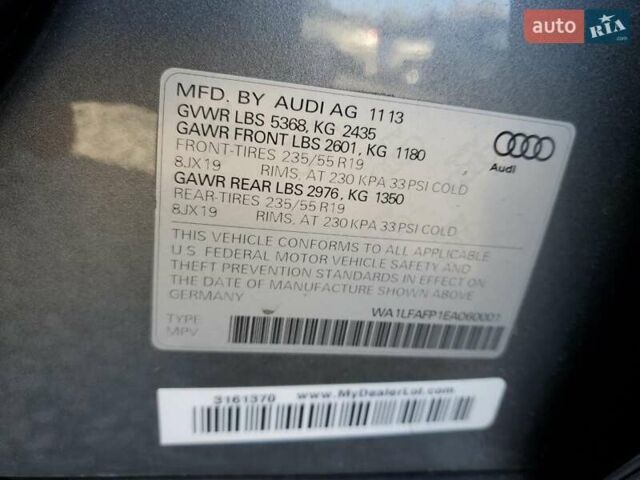 auto RIA .com
MFD. BY AUDI AG 1113
GVWR LBS 5368, KG 2435
GAWR FRONT LBS 2601, KG 1180
FRONT-TIRES 235/55 R19
8JX19 RIMS, AT 230 KPA 33 PSI COLD
GAWR REAR LBS 2976, KG 1350
REAR-TIRES 235/55 R19
8JX19 RIMS, AT 230 KPA 33 PSI COLD
Audi
THIS VEHICLE CONFORMS TO ALL APPLICABLE
U.S. FEDERAL MOTOR VEHICLE SAFETY AND
THEFT PREVENTION STANDARDS IN EFFECT ON
THE DATE OF MANUFACTURE SHOWN ABOVE.
GERMANY
WA1LFAFP1EA060001
TYPE
MPV
3161370 www.MyDealerLot.com